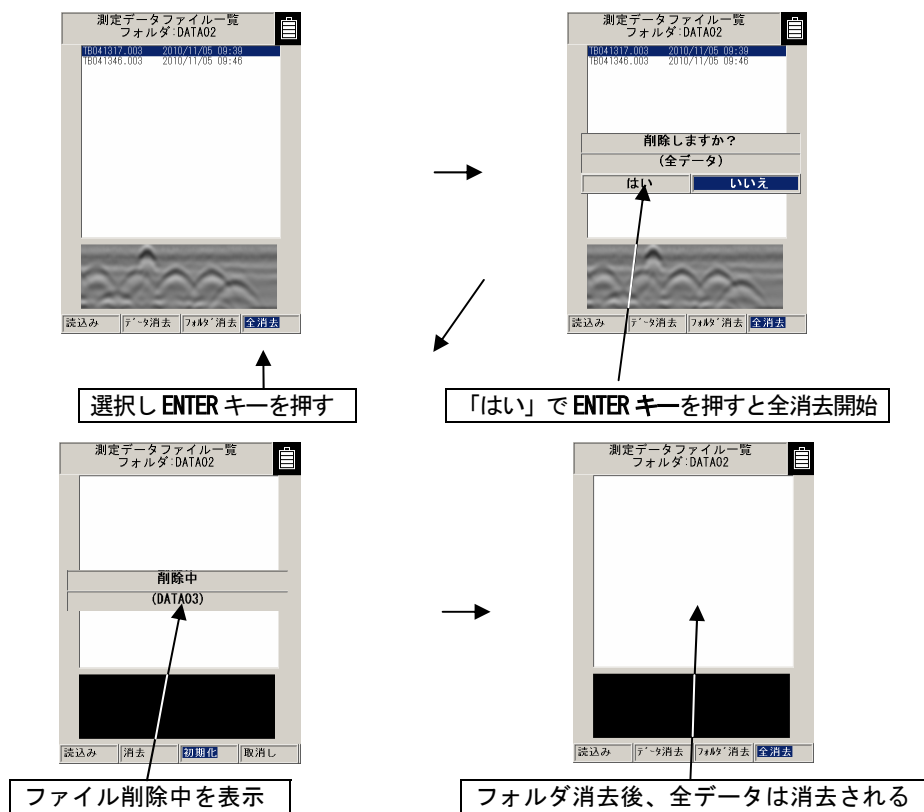 測定データファイル一覧
フォルダ:DATA02
TB041317.003 2010/11/05 09:39
TB041346.003 2010/11/05 09:46
読込み データ消去 フォルダ消去 全消去
選択し ENTER キーを押す
測定データファイル一覧
フォルダ:DATA02
TB041317.003 2010/11/05 09:39
TB041346.003 2010/11/05 09:46
削除しますか？
(全データ)
はい いいえ
読込み データ消去 フォルダ消去 全消去
「はい」で ENTER キーを押すと全消去開始
測定データファイル一覧
フォルダ:DATA02
削除中
(DATA03)
読込み 消去 初期化 取消し
ファイル削除中を表示
測定データファイル一覧
フォルダ:DATA02
読込み データ消去 フォルダ消去 全消去
フォルダ消去後、全データは消去される